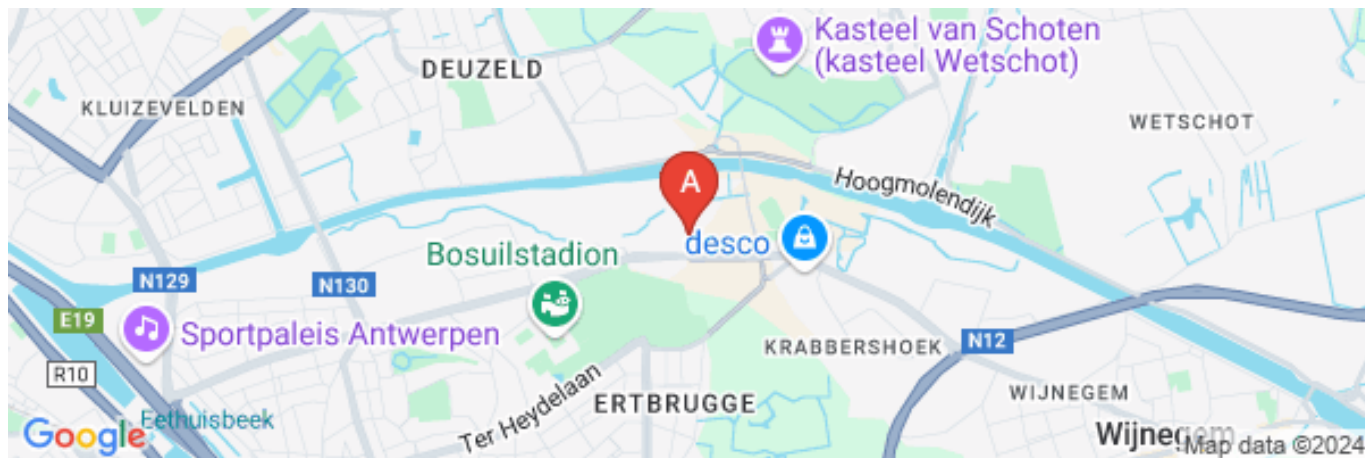 Kasteel van Schoten
(kasteel Wetschot)
DEUZELD
KLUIZEVELDEN
WETSCHOT
A
Hoogmolendijk
desco
Bosuilstadion
N129
N130
E19
Sportpaleis Antwerpen
N12
KRABBERSHOEK
R10
WIJNEGEM
ERTBRUGGE
Ter Heydelaan
Eethuisbeek
Google
Wijnegem
Map data ©2024